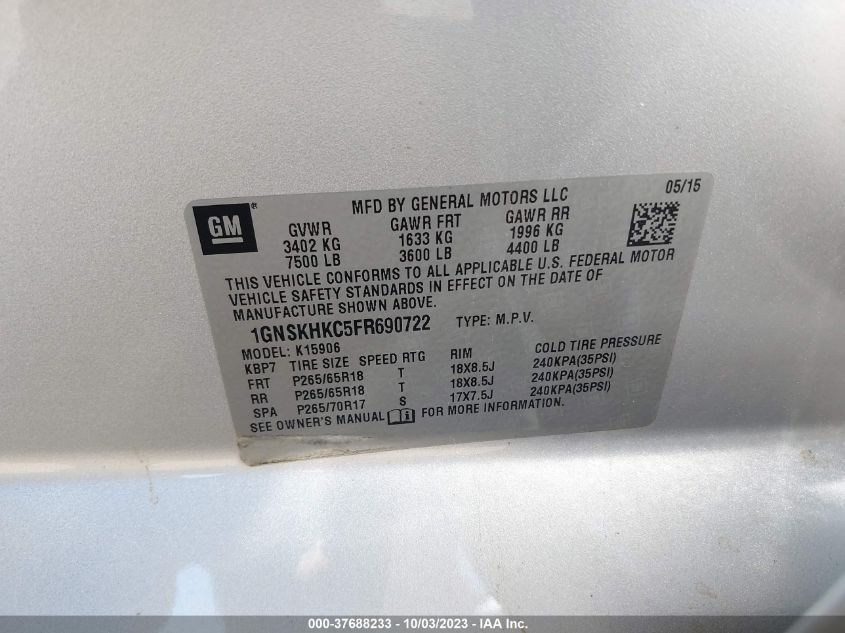 MFD BY GENERAL MOTORS LLC 05/15
GM®
GVWR GAWR FRT GAWR RR
3402 KG 1633 KG 1996 KG
7500 LB 3600 LB 4400 LB
THIS VEHICLE CONFORMS TO ALL APPLICABLE U.S. FEDERAL MOTOR
VEHICLE SAFETY STANDARDS IN EFFECT ON THE DATE OF
MANUFACTURE SHOWN ABOVE.
1GNSKHKC5FR690722 TYPE: M.P.V.
MODEL: K15906
KBP7 TIRE SIZE SPEED RTG RIM COLD TIRE PRESSURE
FRT P265/65R18 T 18X8.5J 240KPA(35PSI)
RR P265/65R18 T 18X8.5J 240KPA(35PSI)
SPA P265/70R17 S 17X7.5J 240KPA(35PSI)
SEE OWNER'S MANUAL FOR MORE INFORMATION.
000-37688233 - 10/03/2023 - IAAI.com